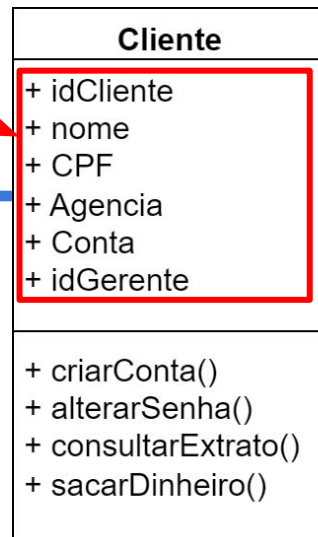 Cliente
+ idCliente
+ nome
+ CPF
+ Agencia
+ Conta
+ idGerente
+ criarConta()
+ alterarSenha()
+ consultarExtrato()
+ sacarDinheiro()